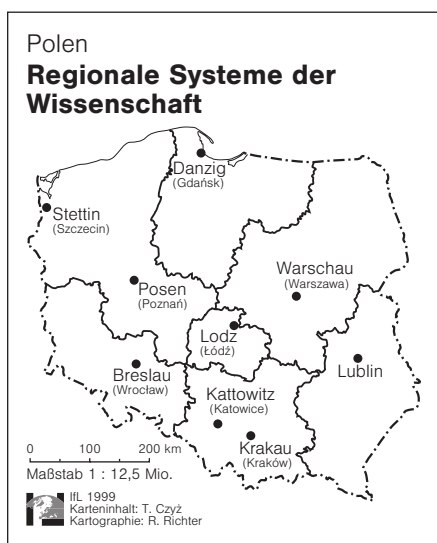 Polen
Regionale Systeme der
Wissenschaft
Danzig
(Gdańsk)
Stettin
(Szczecin)
Warschau
(Warszawa)
Posen
(Poznań)
Lodz
(Łódź)
Lublin
Breslau
(Wrocław)
Kattowitz
(Katowice)
Krakau
(Kraków)
0 100 200 km
Maßstab 1 : 12,5 Mio.
IfL 1999
Karteninhalt: T. Czyż
Kartographie: R. Richter